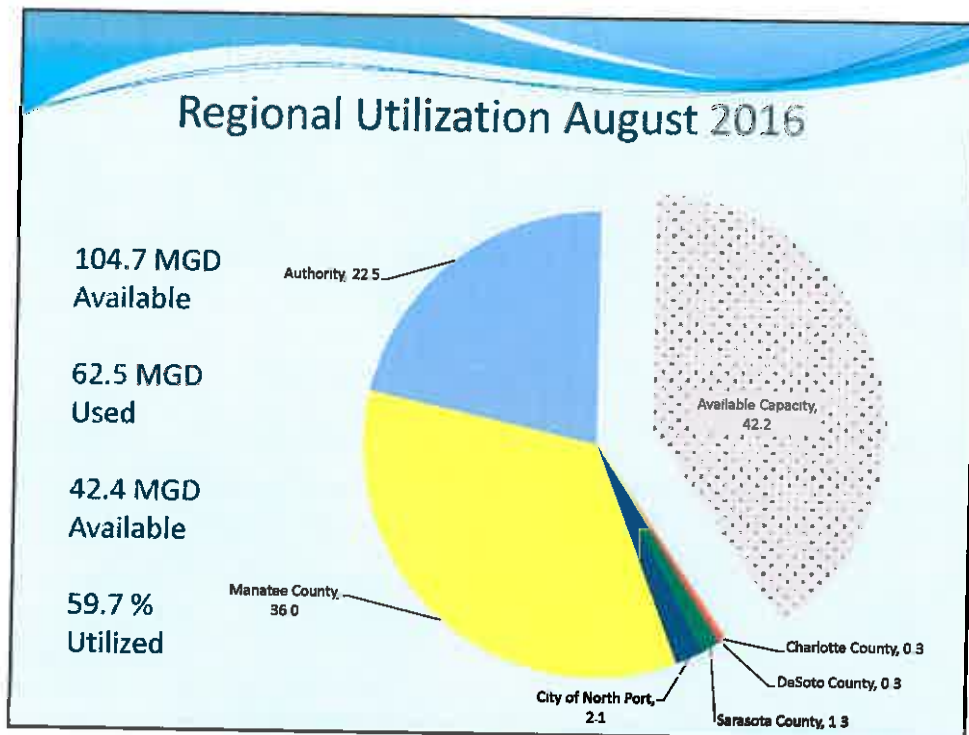 Regional Utilization August 2016
104.7 MGD
Available
62.5 MGD
Used
42.4 MGD
Available
59.7 %
Utilized
Authority, 22 5
Available Capacity,
42.2
Manatee County,
36 0
City of North Port,
2 1
Charlotte County, 0 3
DeSoto County, 0 3
Sarasota County, 1 3